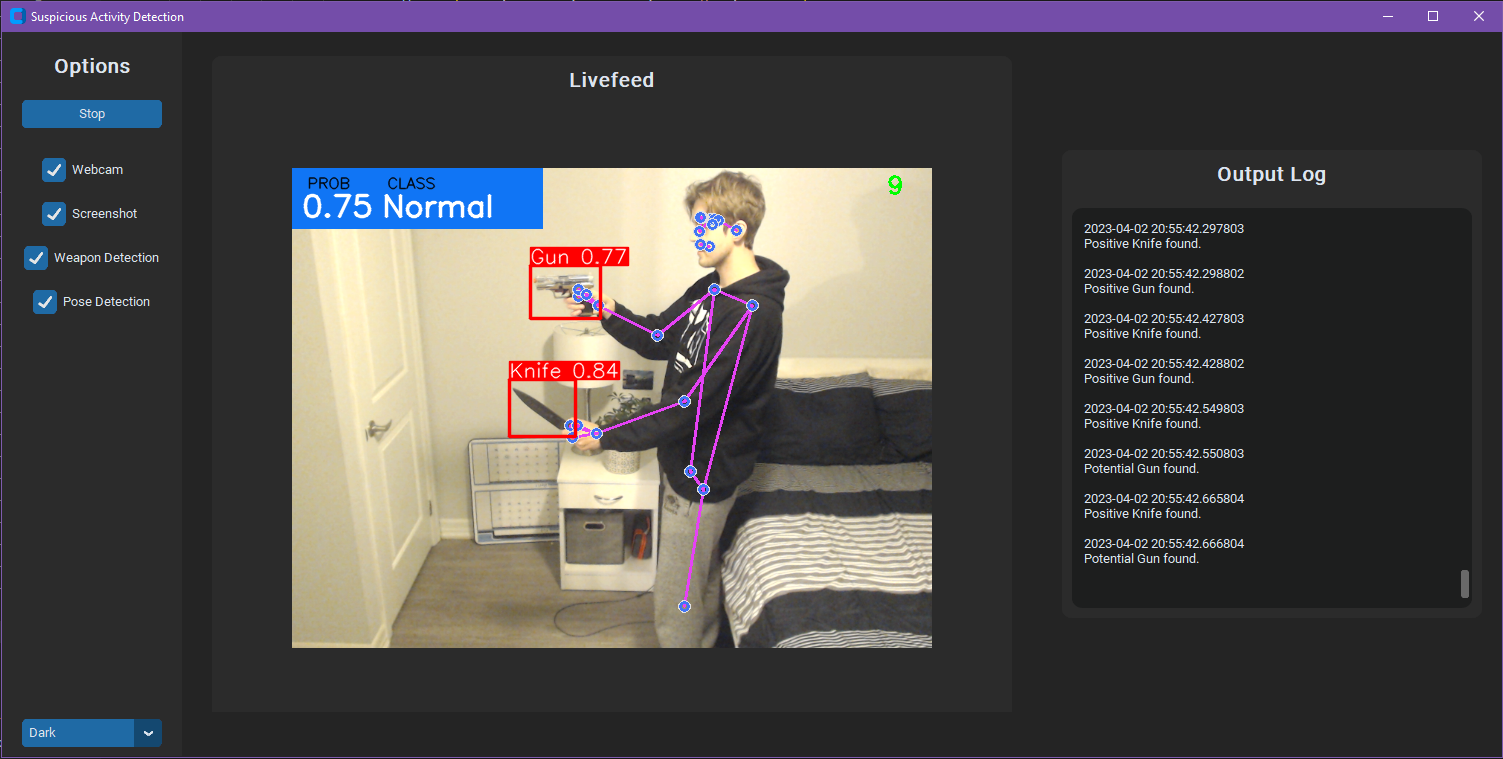 Suspicious Activity Detection
Options
Stop
Webcam
Screenshot
Weapon Detection
Pose Detection
Dark
Livefeed
PROB CLASS
0.75 Normal
9
Gun 0.77
Knife 0.84
Output Log
2023-04-02 20:55:42.297803
Positive Knife found.
2023-04-02 20:55:42.298802
Positive Gun found.
2023-04-02 20:55:42.427803
Positive Knife found.
2023-04-02 20:55:42.428802
Positive Gun found.
2023-04-02 20:55:42.549803
Positive Knife found.
2023-04-02 20:55:42.550803
Potential Gun found.
2023-04-02 20:55:42.665804
Positive Knife found.
2023-04-02 20:55:42.666804
Potential Gun found.